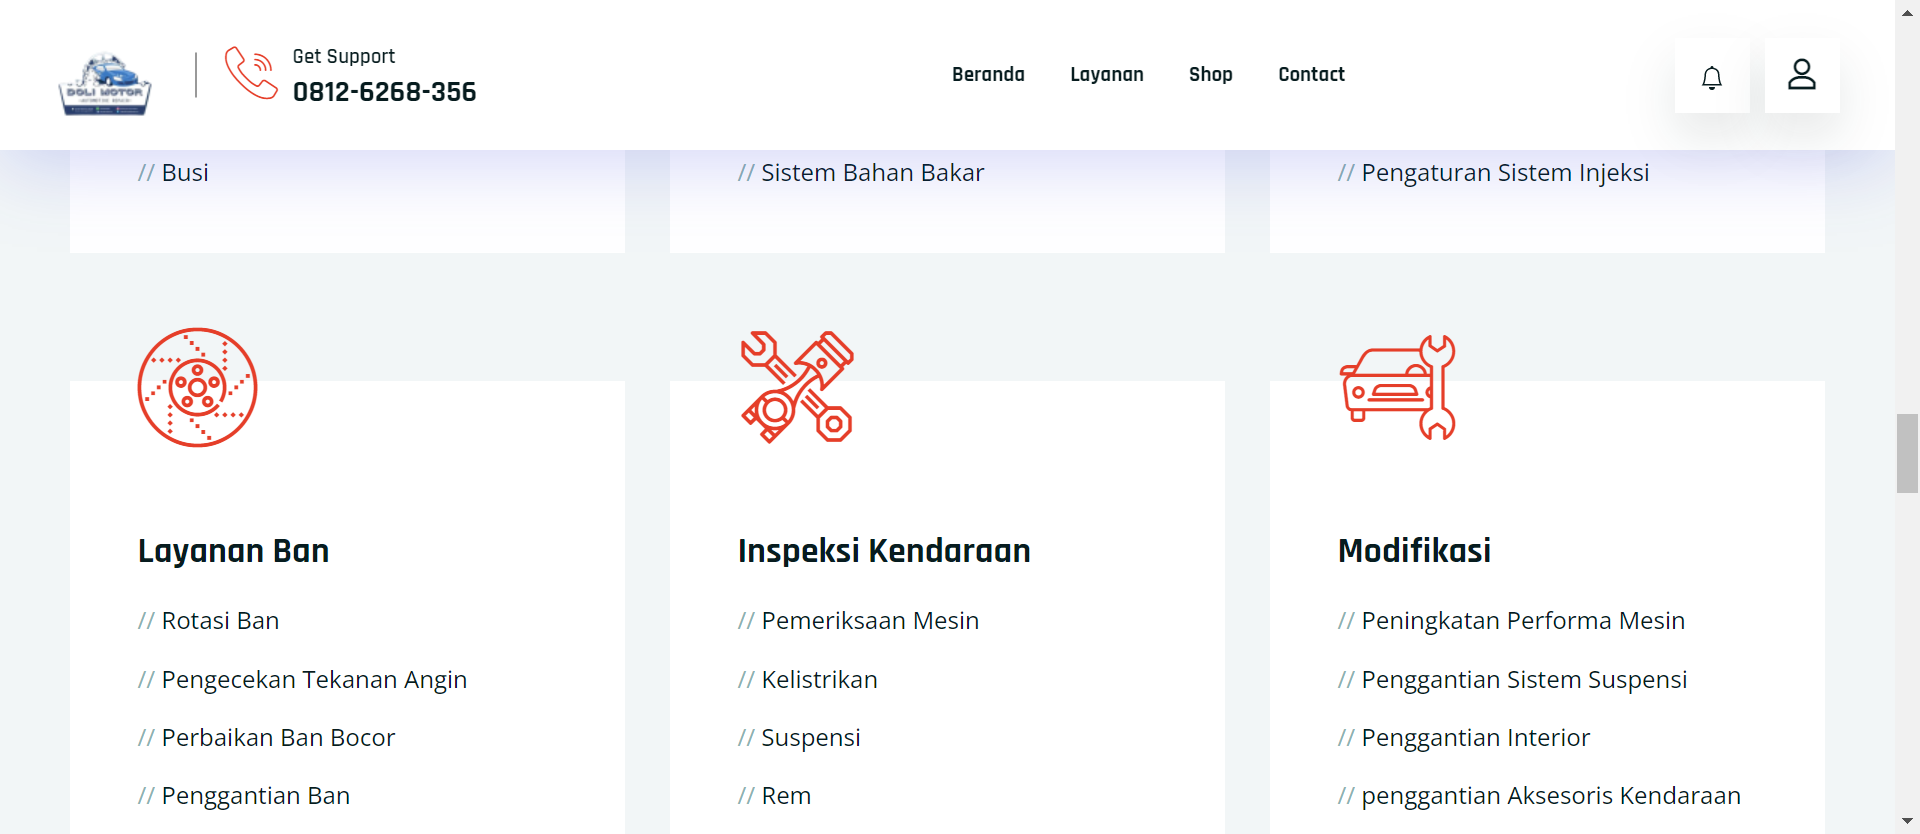 DOLI MOTOR
Get Support
0812-6268-356
Beranda
Layanan
Shop
Contact
// Busi
// Sistem Bahan Bakar
// Pengaturan Sistem Injeksi
Layanan Ban
// Rotasi Ban
// Pengecekan Tekanan Angin
// Perbaikan Ban Bocor
// Penggantian Ban
Inspeksi Kendaraan
// Pemeriksaan Mesin
// Kelistrikan
// Suspensi
// Rem
Modifikasi
// Peningkatan Performa Mesin
// Penggantian Sistem Suspensi
// Penggantian Interior
// penggantian Aksesoris Kendaraan